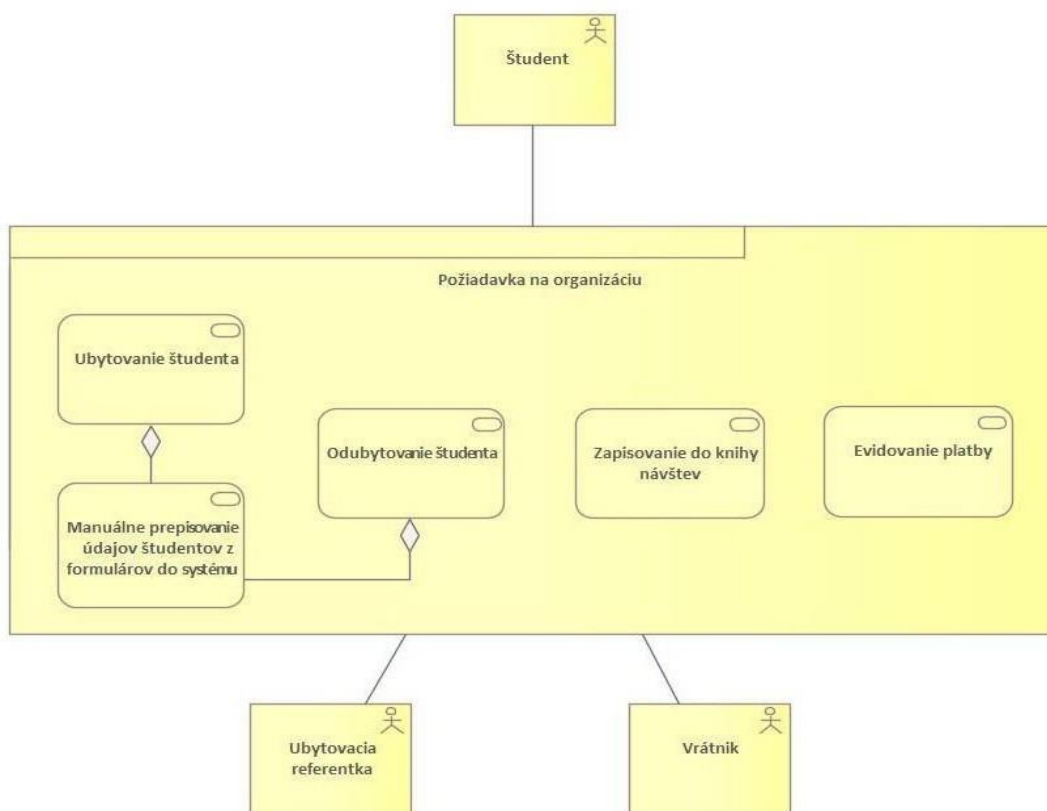 Študent
Požiadavka na organizáciu
Ubytovanie študenta
Odubytovanie študenta
Zapisovanie do knihy
návštev
Evidovanie platby
Manuálne prepisovanie
údajov študentov z
formulárov do systému
Ubytovacia
referentka
Vrátnik